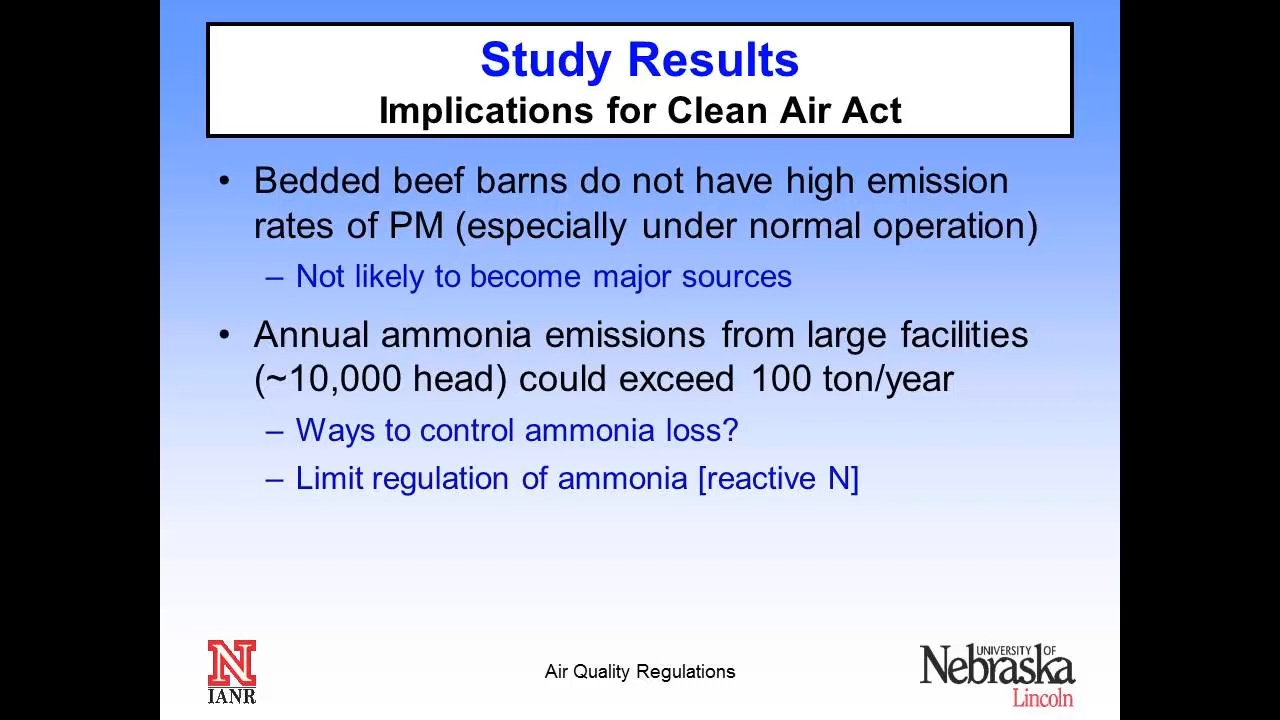 Study Results
Implications for Clean Air Act
• Bedded beef barns do not have high emission
rates of PM (especially under normal operation)
– Not likely to become major sources
• Annual ammonia emissions from large facilities
(~10,000 head) could exceed 100 ton/year
– Ways to control ammonia loss?
– Limit regulation of ammonia [reactive N]
N
IANR
Air Quality Regulations
UNIVERSITY OF
Nebraska
Lincoln